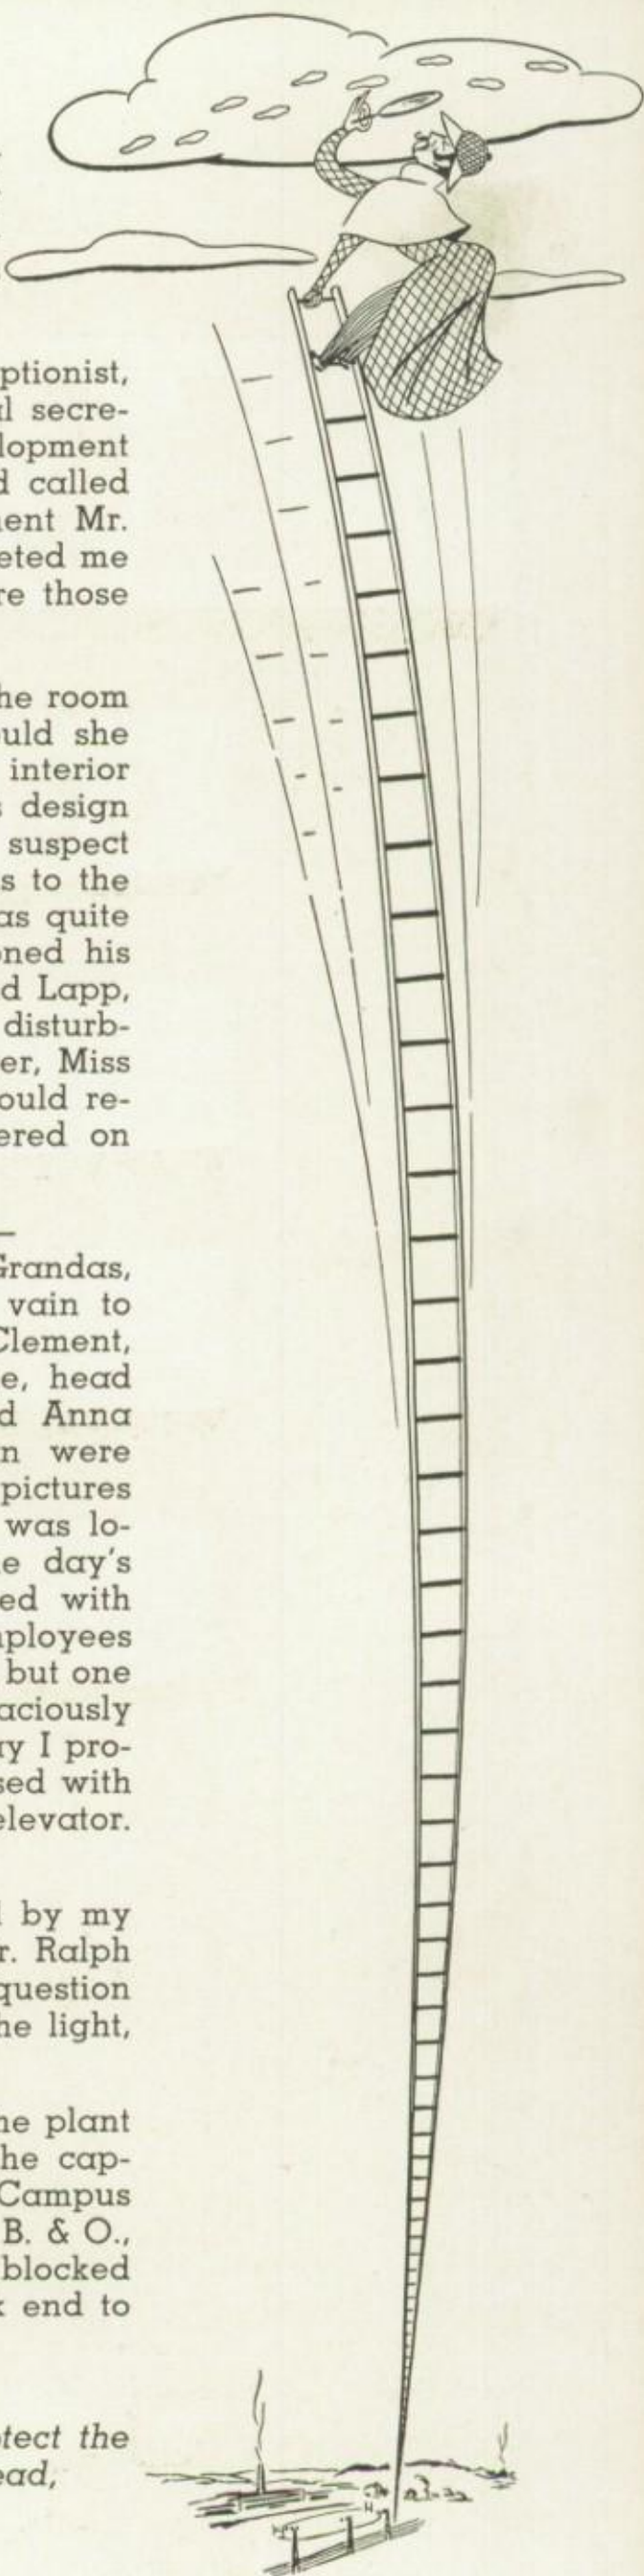 ptionist,
l secre-
lopment
d called
ent Mr.
eted me
re those
he room
uld she
interior
s design
suspect
s to the
as quite
oned his
d Lapp,
disturb-
er, Miss
ould re-
ered on
Grandas,
vain to
Clement,
e, head
d Anna
n were
pictures
was lo-
e day's
ed with
mployees
but one
aciously
ry I pro-
sed with
elevator.
l by my
r. Ralph
question
he light,
he plant
he cap-
Campus
B. & O.,
blocked
k end to
otect the
ead,